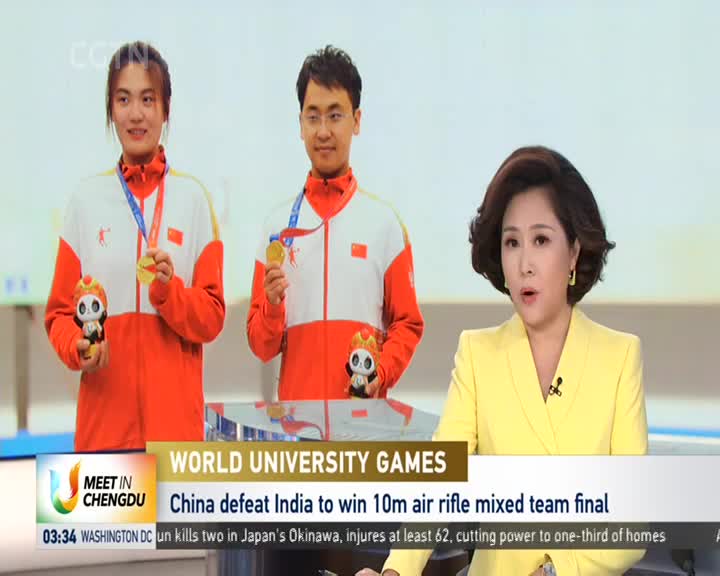 CGTN
WORLD UNIVERSITY GAMES
MEET IN
CHENGDU
China defeat India to win 10m air rifle mixed team final
03:34 WASHINGTON DC
un kills two in Japan's Okinawa, injures at least 62, cutting power to one-third of homes